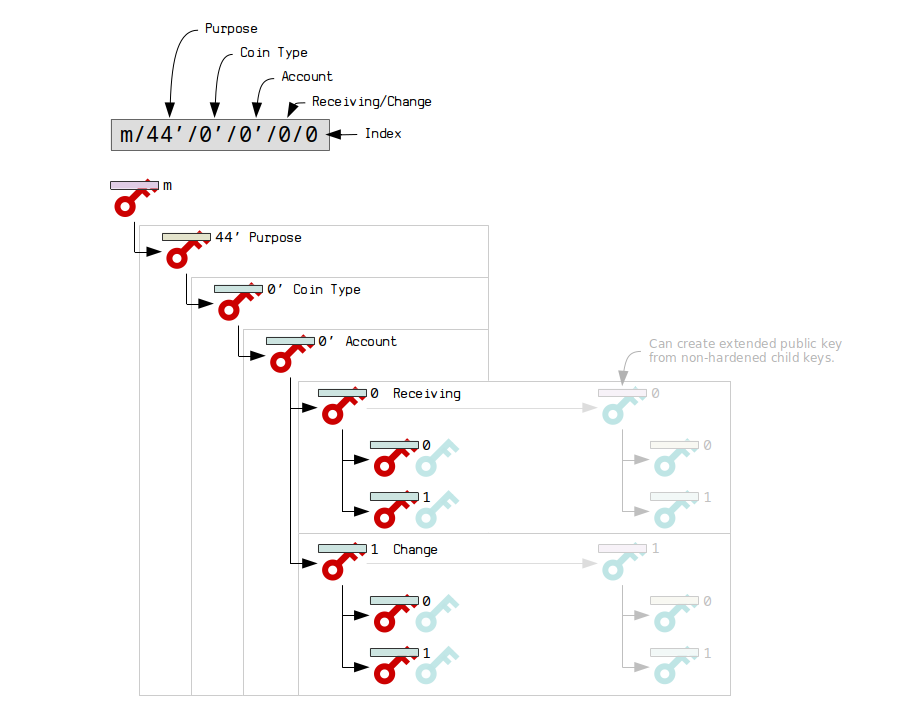 Purpose
Coin Type
Account
Receiving/Change
m/44'/0'/0'/0/0
Index
m
44' Purpose
0' Coin Type
0' Account
Can create extended public key
from non-hardened child keys.
0 Receiving
0
0
0
1
1
1 Change
1
0
0
1
1